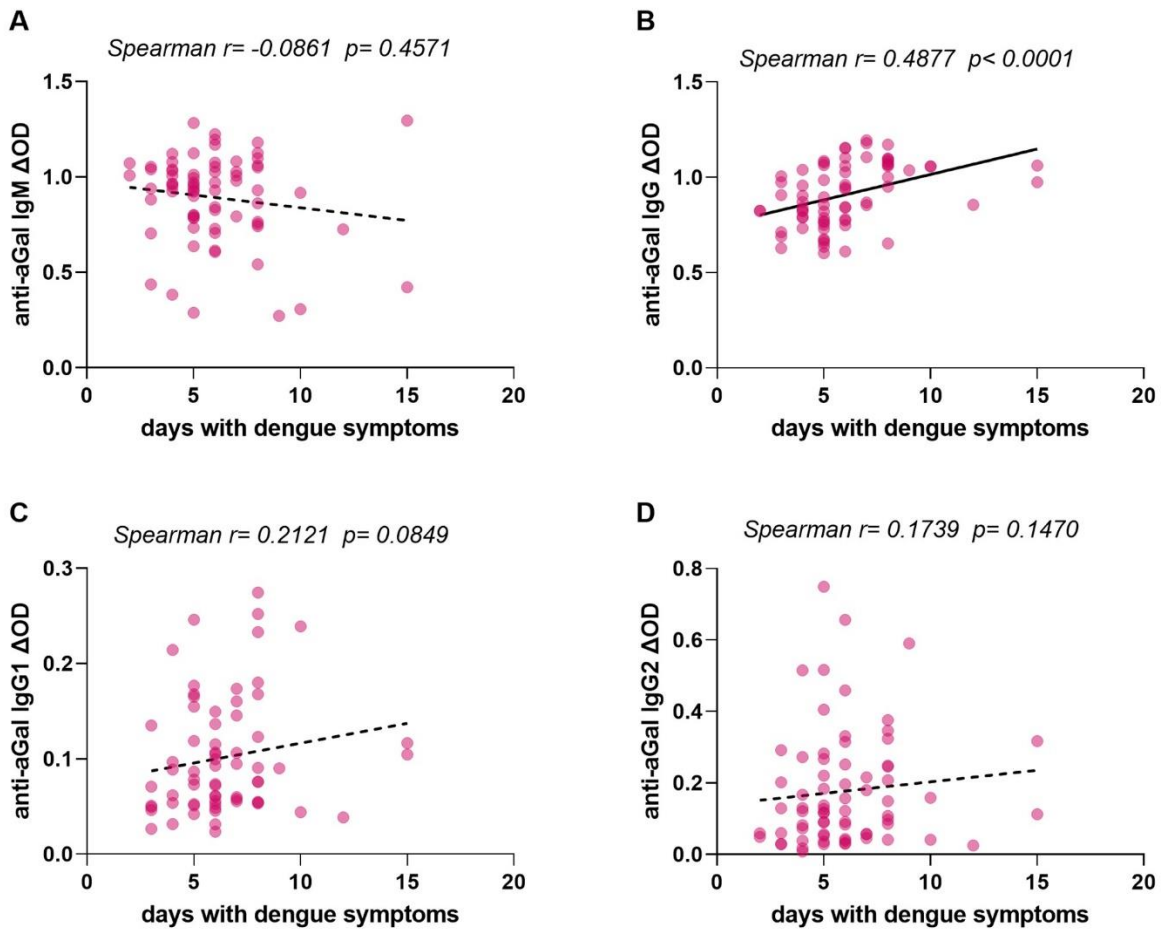 A
Spearman r= -0.0861 p= 0.4571
anti-aGal IgM ΔOD
1.5
1.0
0.5
0.0
0 5 10 15 20
days with dengue symptoms
B
Spearman r= 0.4877 p< 0.0001
anti-aGal IgG ΔOD
1.5
1.0
0.5
0.0
0 5 10 15 20
days with dengue symptoms
C
Spearman r= 0.2121 p= 0.0849
anti-aGal IgG1 ΔOD
0.3
0.2
0.1
0.0
0 5 10 15 20
days with dengue symptoms
D
Spearman r= 0.1739 p= 0.1470
anti-aGal IgG2 ΔOD
0.8
0.6
0.4
0.2
0.0
0 5 10 15 20
days with dengue symptoms